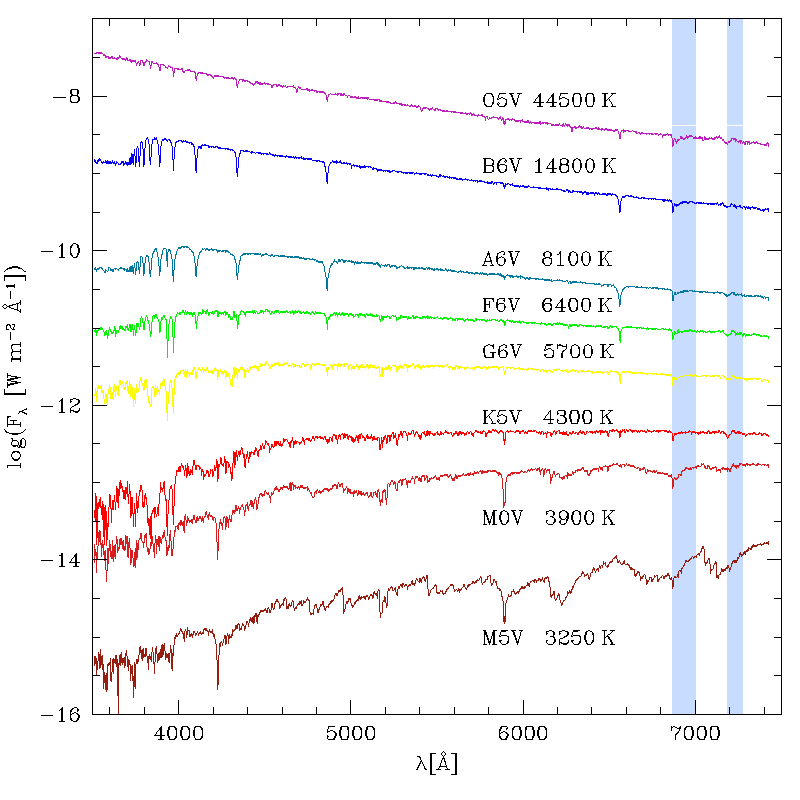 O5V 44500 K
−8
B6V 14800 K
−10
A6V 8100 K
F6V 6400 K
G6V 5700 K
−12
K5V 4300 K
M0V 3900 K
−14
M5V 3250 K
−16
4000 5000 6000 7000
λ[Å]
log(Fλ [W m⁻² Å⁻¹])